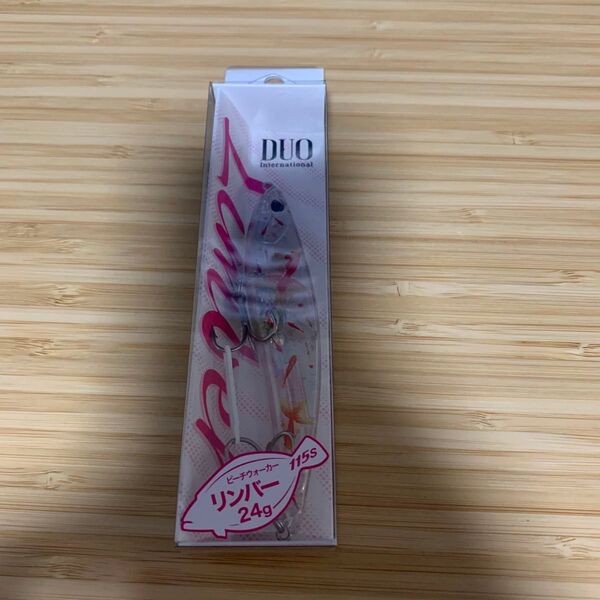 DUO
International
ビーチウォーカー
リンバー
115S
24g